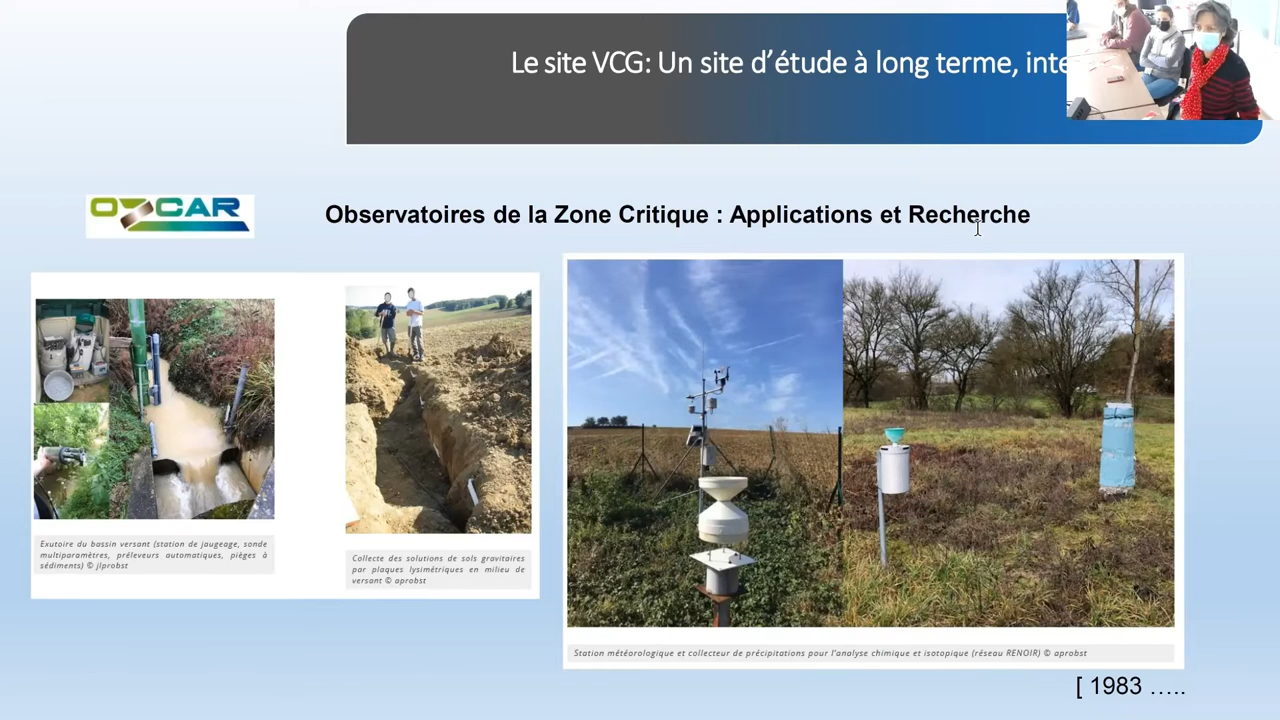 Le site VCG: Un site d'étude à long terme, inte
OZCAR
Observatoires de la Zone Critique : Applications et Recherche
Exutoire du bassin versant (station de jaugeage, sonde
multiparamètres, préleveurs automatiques, pièges à
sédiments) © jlprobst
Collecte des solutions de sols gravitaires
par plaques lysimétriques en milieu de
versant © aprobst
Station météorologique et collecteur de précipitations pour l'analyse chimique et isotopique (réseau RENOIR) © aprobst
[ 1983 .....